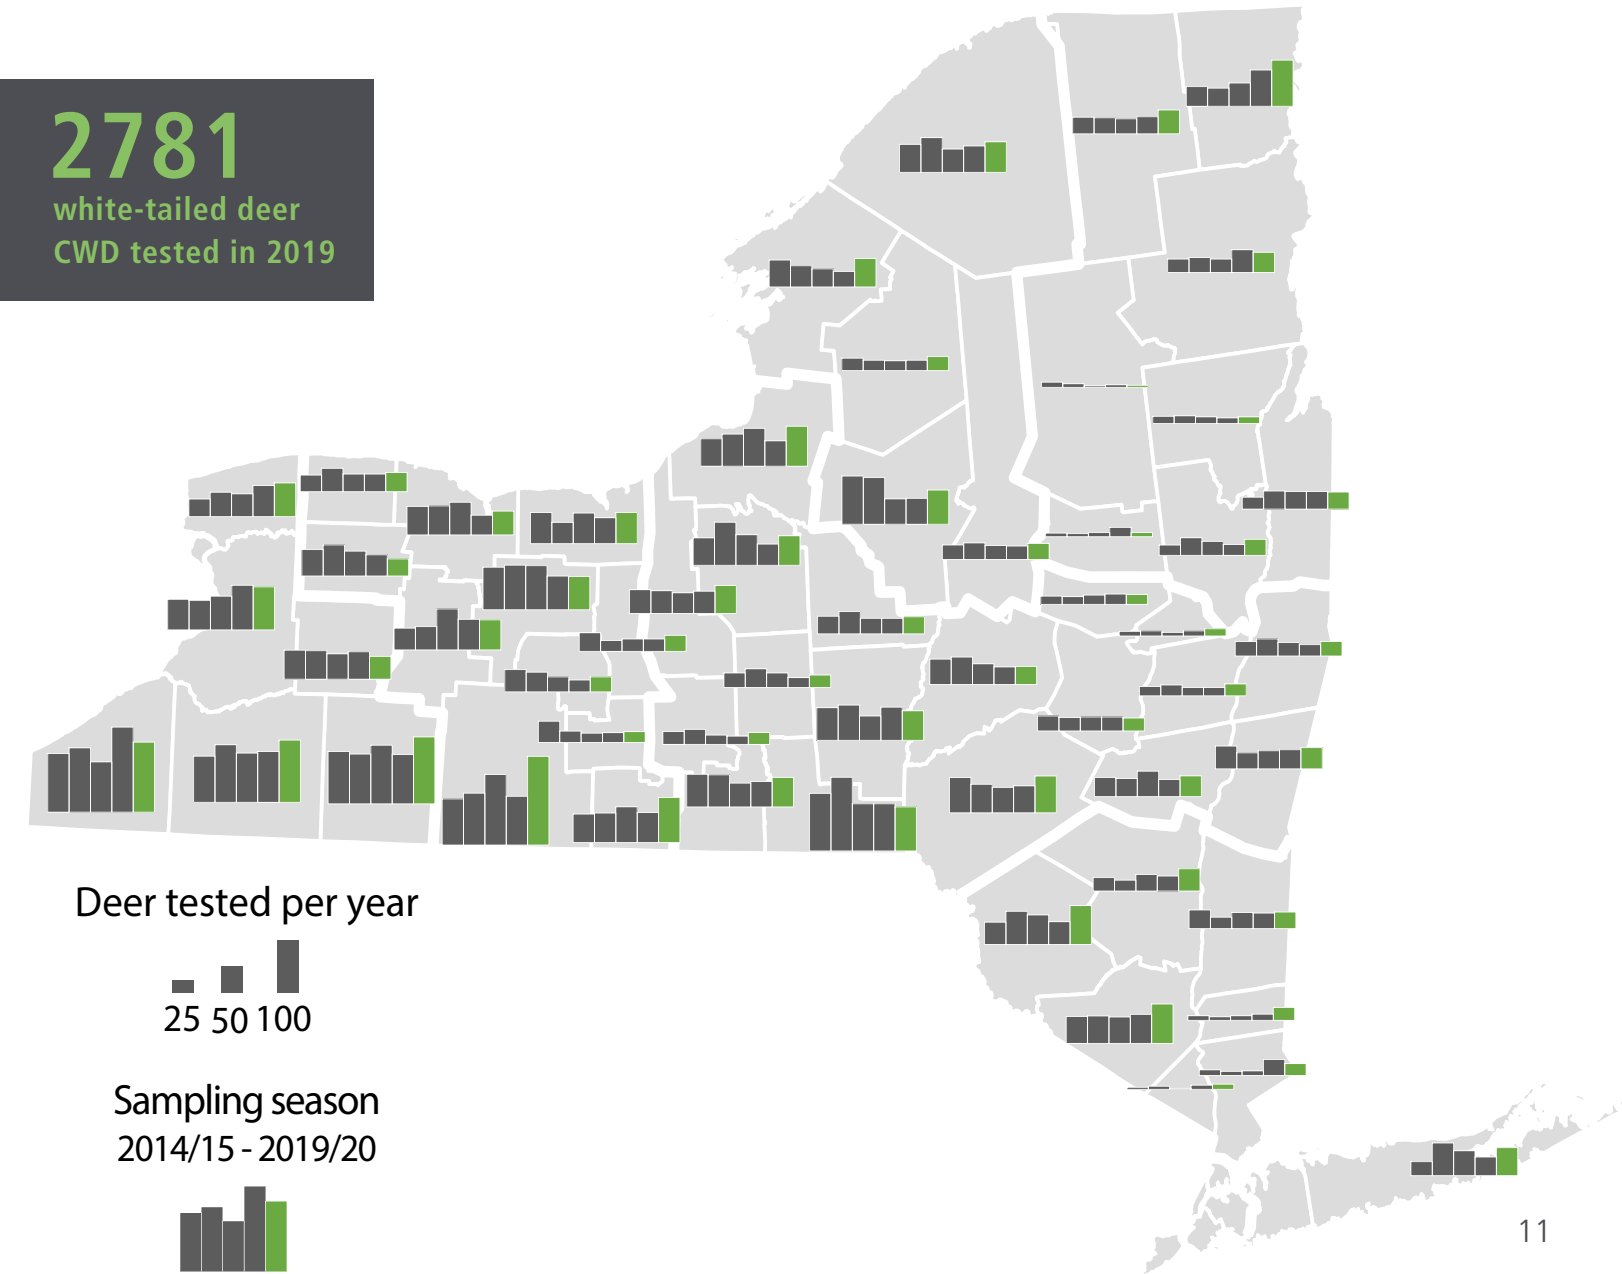 2781
white-tailed deer
CWD tested in 2019
Deer tested per year
25 50 100
Sampling season
2014/15 - 2019/20
11